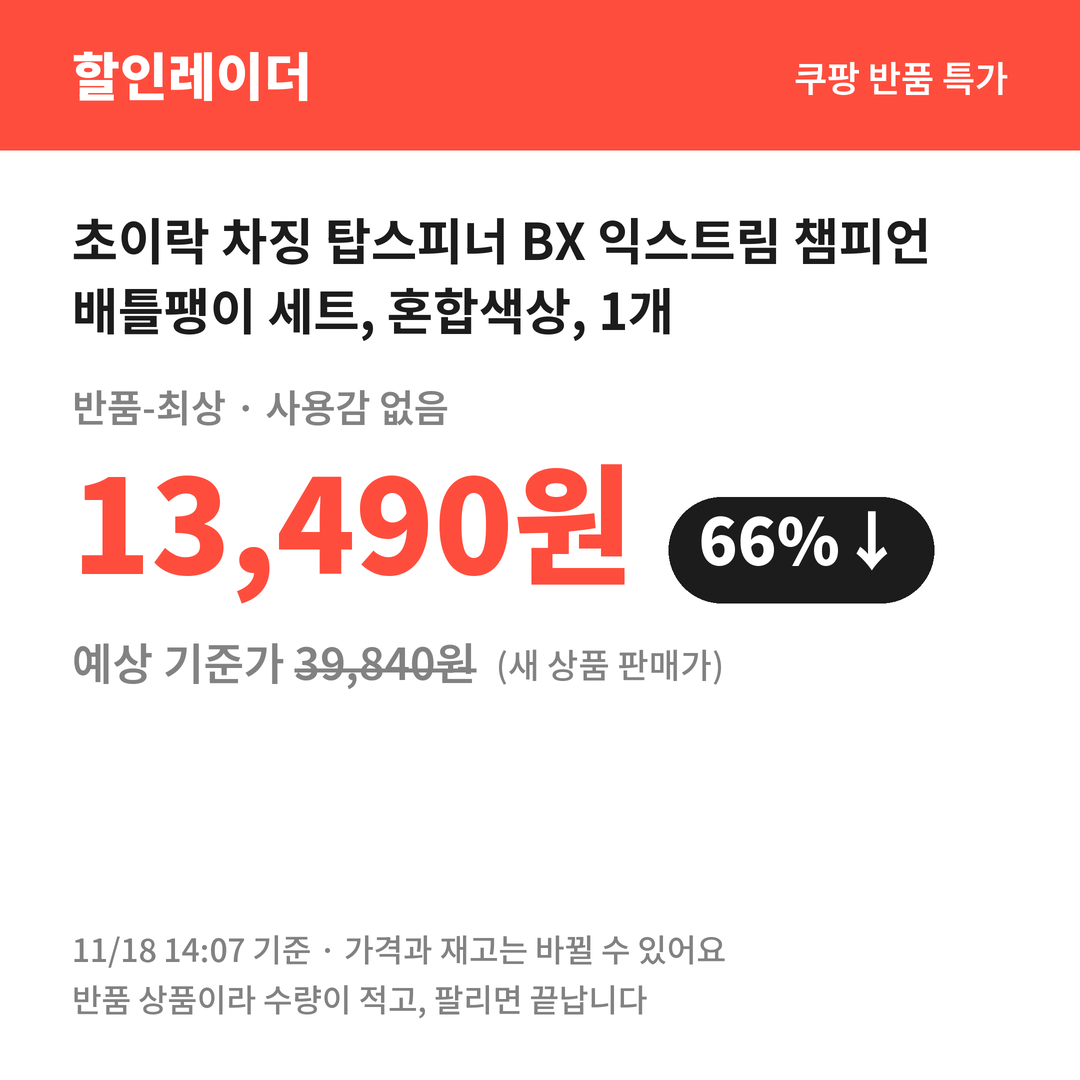 할인레이더
쿠팡 반품 특가
초이락 차징 탑스피너 BX 익스트림 챔피언
배틀팽이 세트, 혼합색상, 1개
반품-최상 · 사용감 없음
13,490원 66%↓
예상 기준가 39,840원 (새 상품 판매가)
11/18 14:07 기준 · 가격과 재고는 바뀔 수 있어요
반품 상품이라 수량이 적고, 팔리면 끝납니다